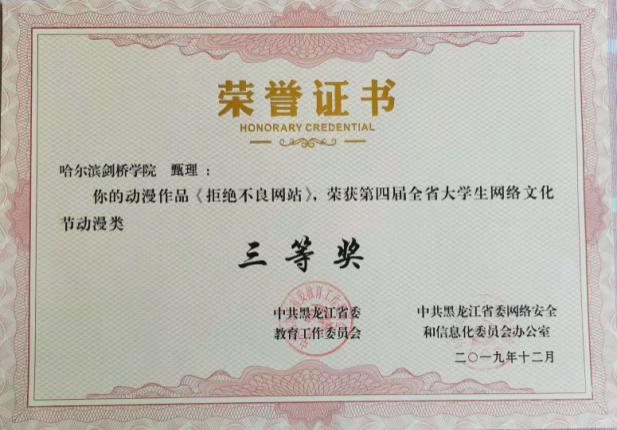 荣誉证书
HONORARY CREDENTIAL
哈尔滨剑桥学院　甄理：
你的动漫作品《拒绝不良网站》，荣获第四届全省大学生网络文化
节动漫类
三等奖
中共黑龙江省委
教育工作委员会
中共黑龙江省委网络安全
和信息化委员会办公室
二〇一九年十二月